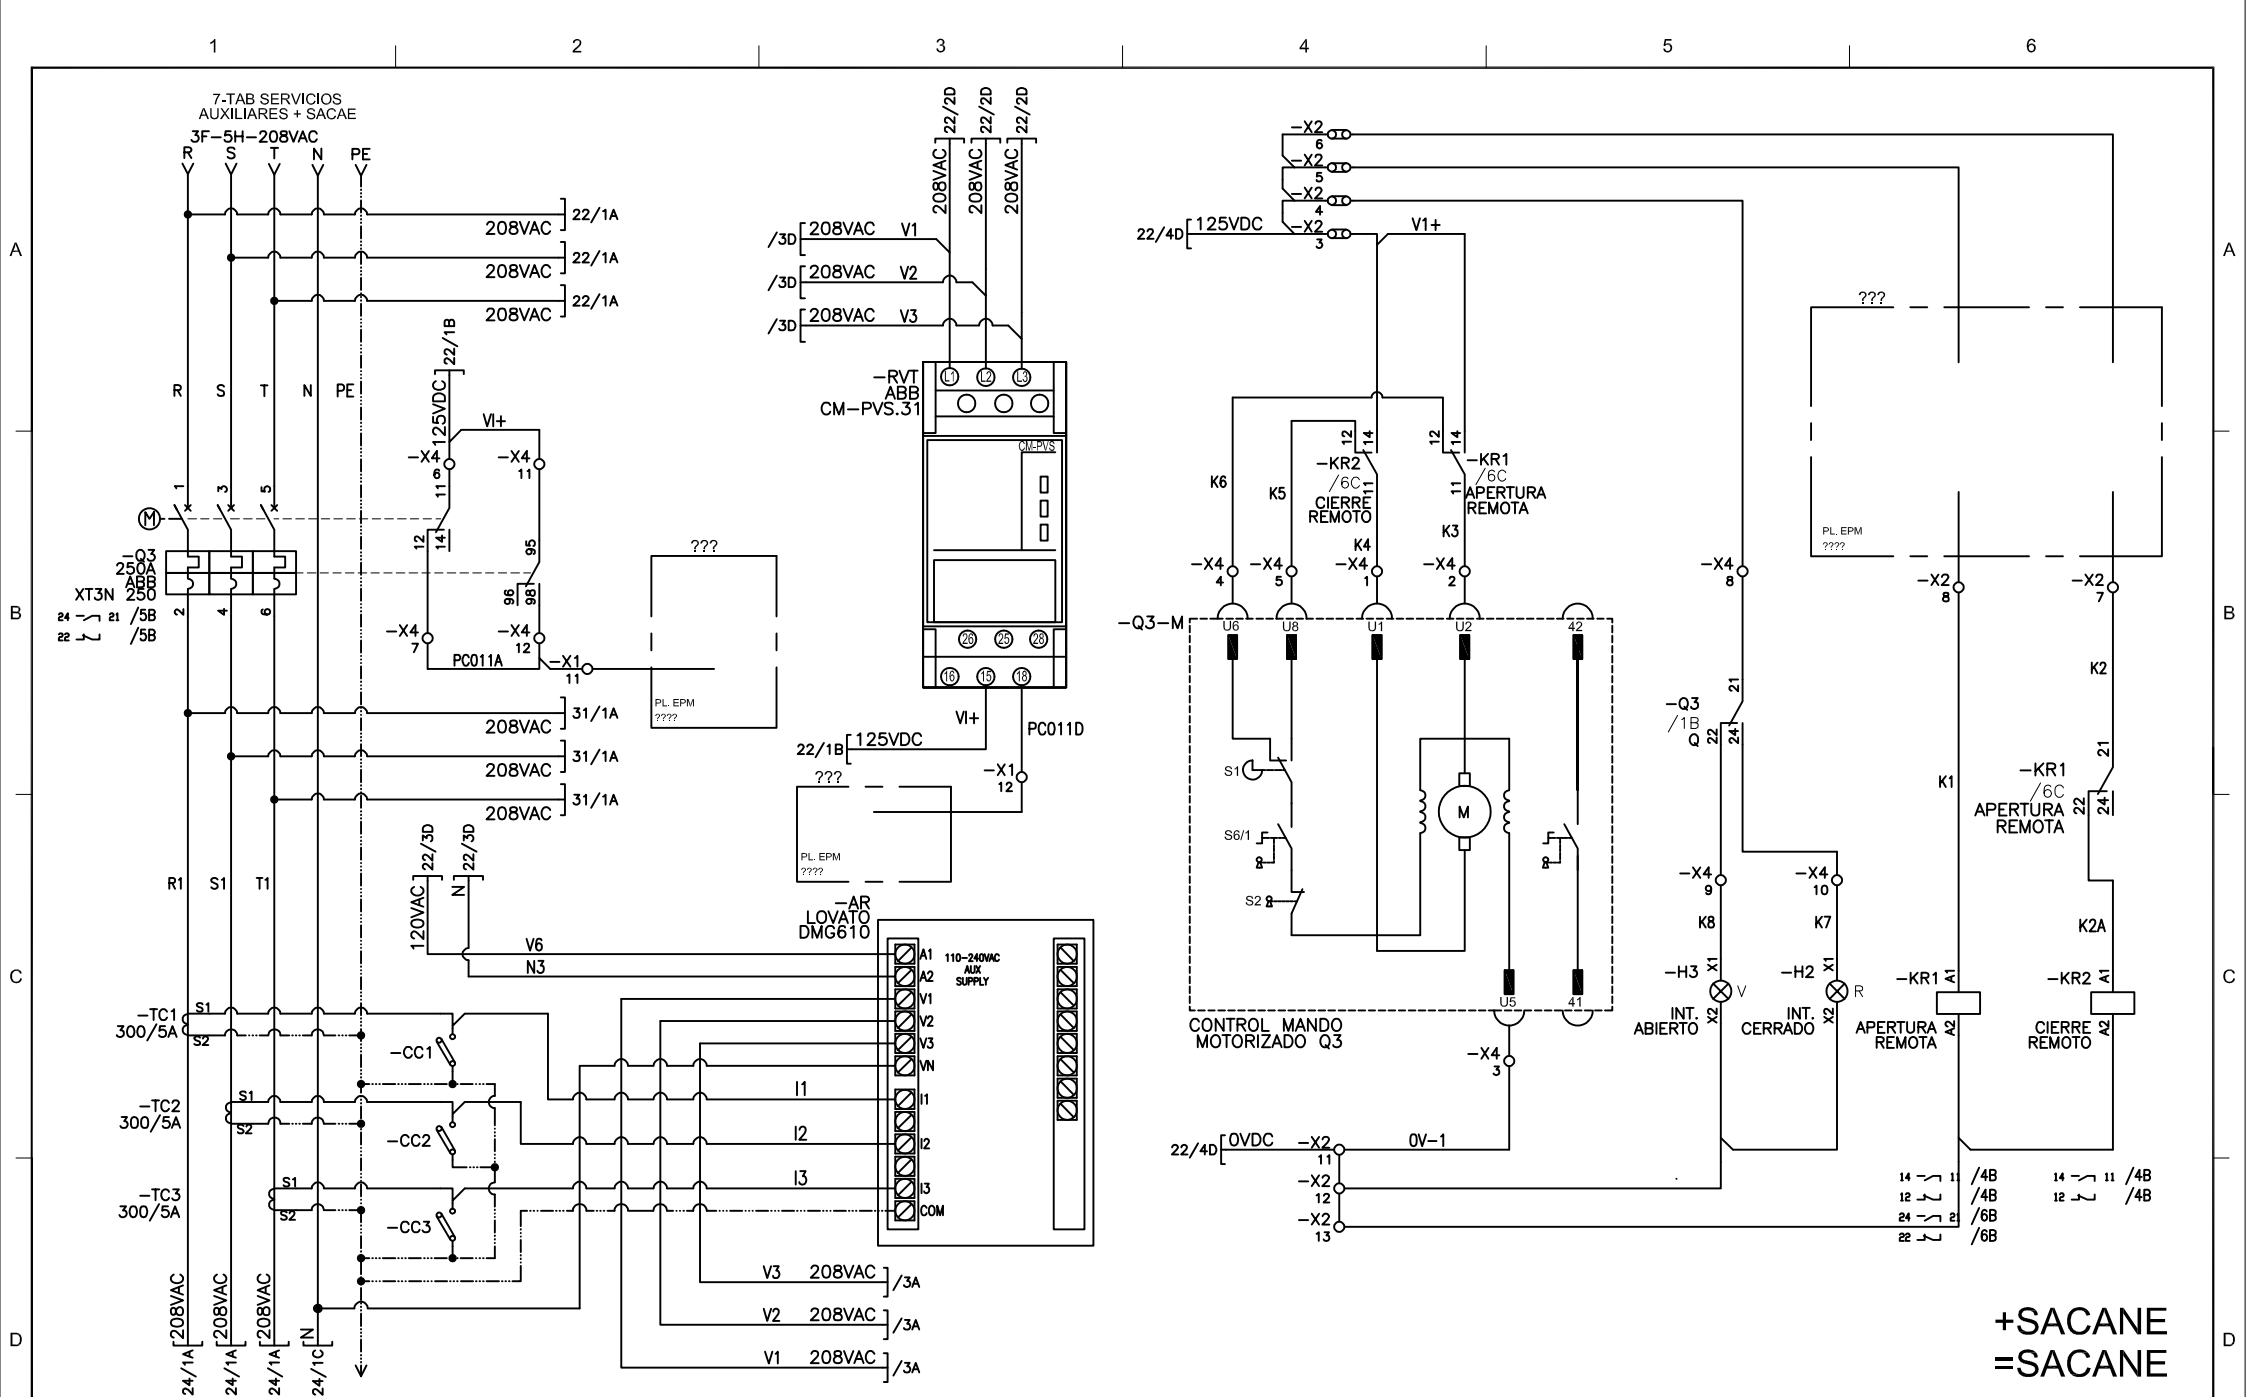 1 2 3 4 5 6
A
B
C
D
A
B
C
D
7-TAB SERVICIOS
AUXILIARES + SACAE
3F-5H-208VAC
R S T N PE
208VAC 22/1A
208VAC 22/1A
208VAC 22/1A
R S T N PE
22/1B
125VDC
VI+
-X4
6
-X4
11
11
12
14
95
96
98
1 3 5
M
-Q3
250A
ABB
XT3N 250
24 21 /5B
22 /5B
2 4 6
-X4
7
-X4
12
PC011A
-X1
11
???
PL. EPM
????
208VAC 31/1A
208VAC 31/1A
208VAC 31/1A
R1 S1 T1
22/3D
22/3D
120VAC
N
V6
N3
-TC1
300/5A
S1
S2
-CC1
-TC2
300/5A
S1
S2
-CC2
-TC3
300/5A
S1
S2
-CC3
208VAC
208VAC
208VAC
N
24/1A
24/1A
24/1A
24/1C
22/2D
22/2D
22/2D
208VAC
208VAC
208VAC
/3D 208VAC V1
/3D 208VAC V2
/3D 208VAC V3
-RVT
ABB
CM-PVS.31
L1 L2 L3
CM-PVS
26 25 28
16 15 18
VI+
PC011D
22/1B 125VDC
-X1
12
???
PL. EPM
????
-AR
LOVATO
DMG610
A1
A2
V1
V2
V3
VN
I1
I2
I3
COM
110-240VAC
AUX
SUPPLY
I1
I2
I3
V3 208VAC /3A
V2 208VAC /3A
V1 208VAC /3A
-X2
6
-X2
5
-X2
4
-X2
3
22/4D 125VDC
V1+
12 14
-KR2
/6C
11
CIERRE
REMOTO
12 14
-KR1
/6C
11
APERTURA
REMOTA
K6
K5
K4
K3
-X4
4
-X4
5
-X4
1
-X4
2
-Q3-M
U6 U8 U1 U2 42
S1
S6/1
S2
M
U5 41
CONTROL MANDO
MOTORIZADO Q3
-X4
3
22/4D 0VDC
-X2
11
0V-1
-X2
12
-X2
13
-X4
8
21
-Q3
/1B
Q
22
24
-X4
9
-X4
10
K8
K7
-H3
X1
V
INT.
ABIERTO
X2
-H2
X1
R
INT.
CERRADO
X2
???
PL. EPM
????
-X2
8
-X2
7
K1
K2
21
-KR1
/6C
APERTURA
REMOTA
22
24
K2A
-KR1
A1
APERTURA
REMOTA
A2
-KR2
A1
CIERRE
REMOTO
A2
14 11 /4B
12 /4B
24 21 /6B
22 /6B
14 11 /4B
12 /4B
+SACANE
=SACANE